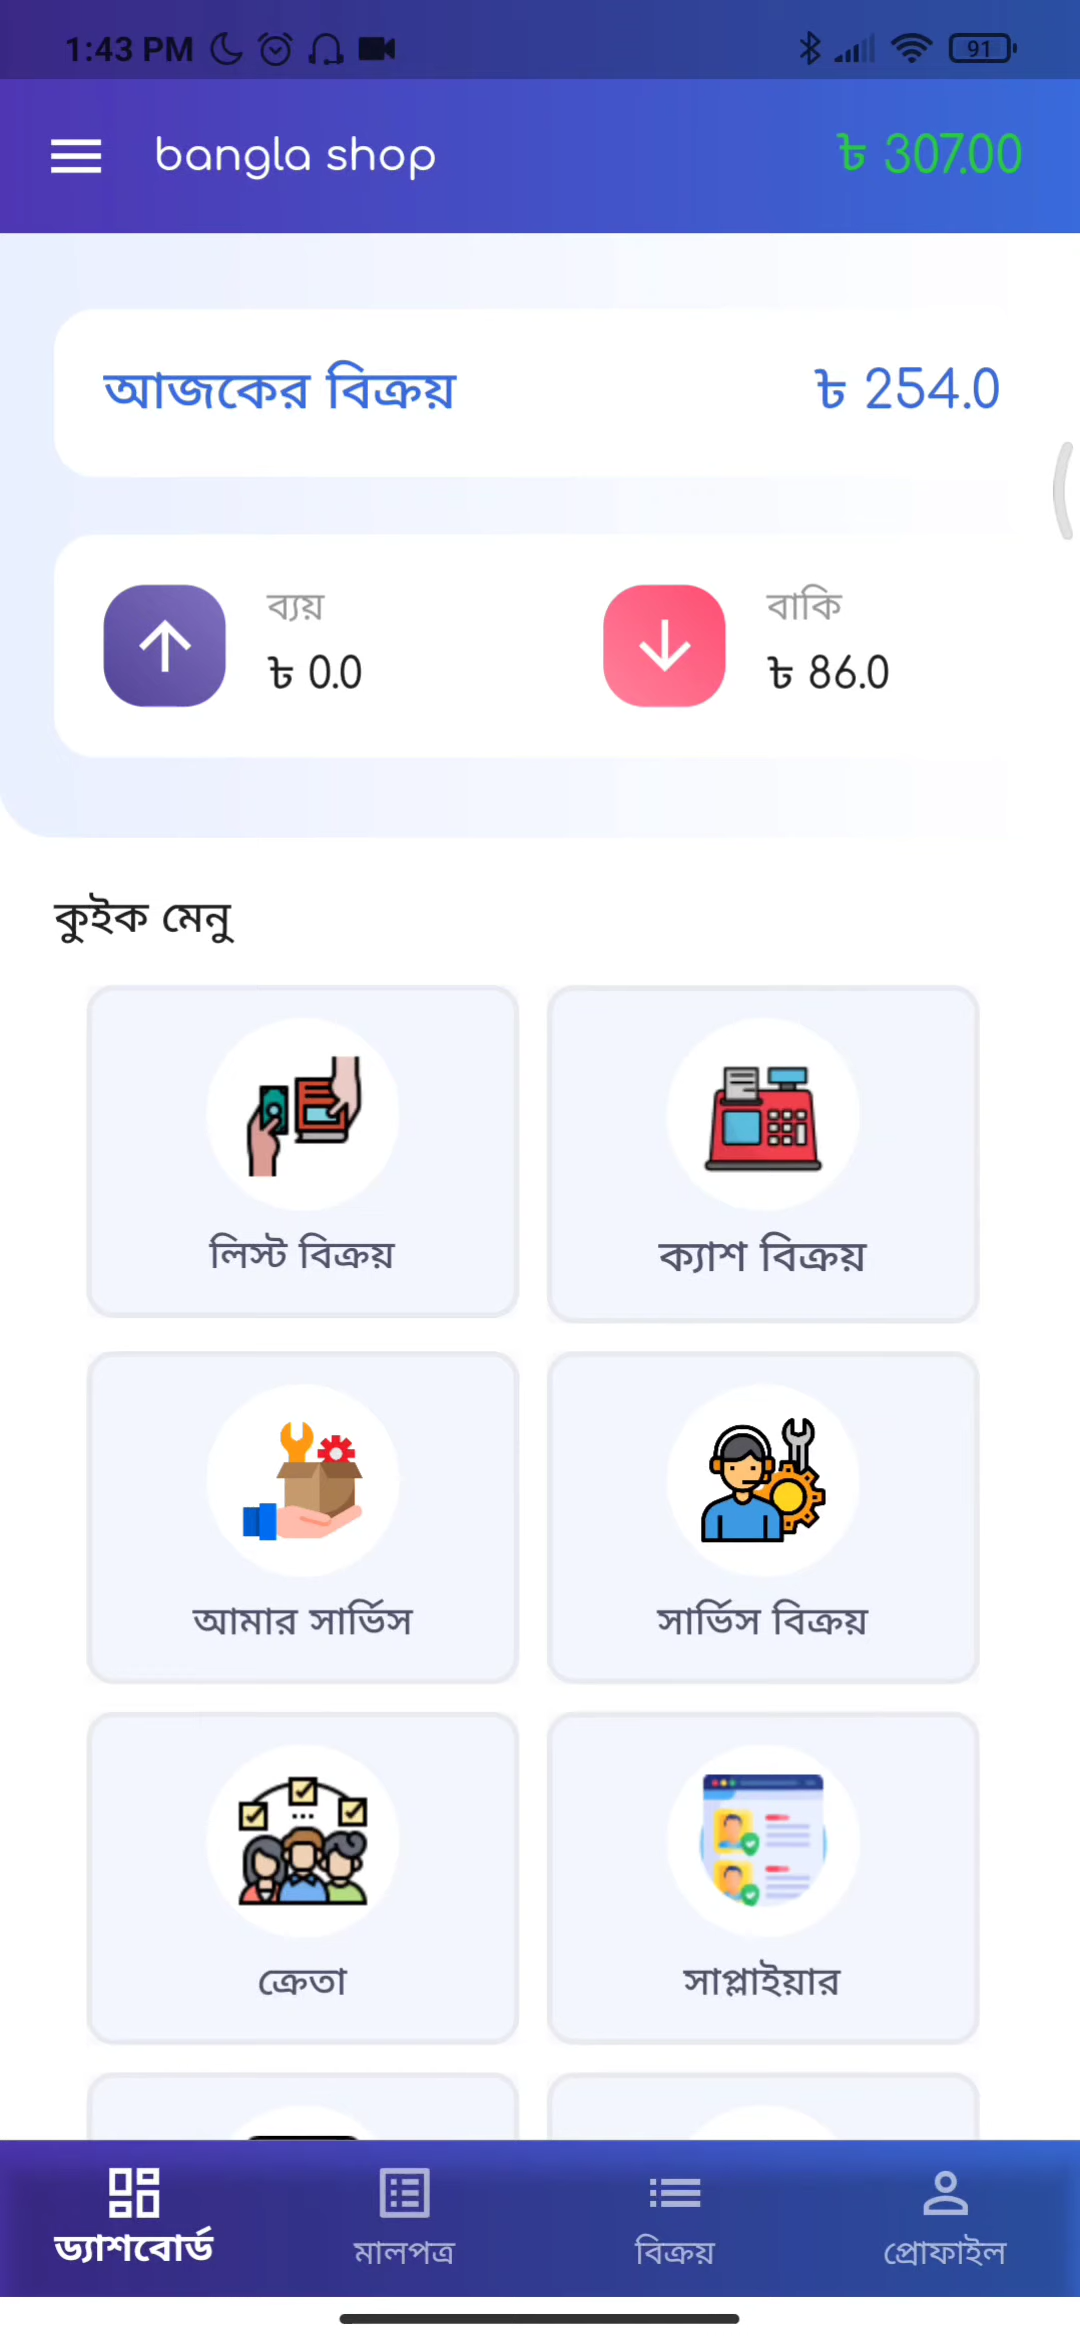 1:43 PM
91
bangla shop
৳ 307.00
আজকের বিক্রয়
৳ 254.0
ব্যয়
৳ 0.0
বাকি
৳ 86.0
কুইক মেনু
লিস্ট বিক্রয়
ক্যাশ বিক্রয়
আমার সার্ভিস
সার্ভিস বিক্রয়
ক্রেতা
সাপ্লাইয়ার
ড্যাশবোর্ড
মালপত্র
বিক্রয়
প্রোফাইল